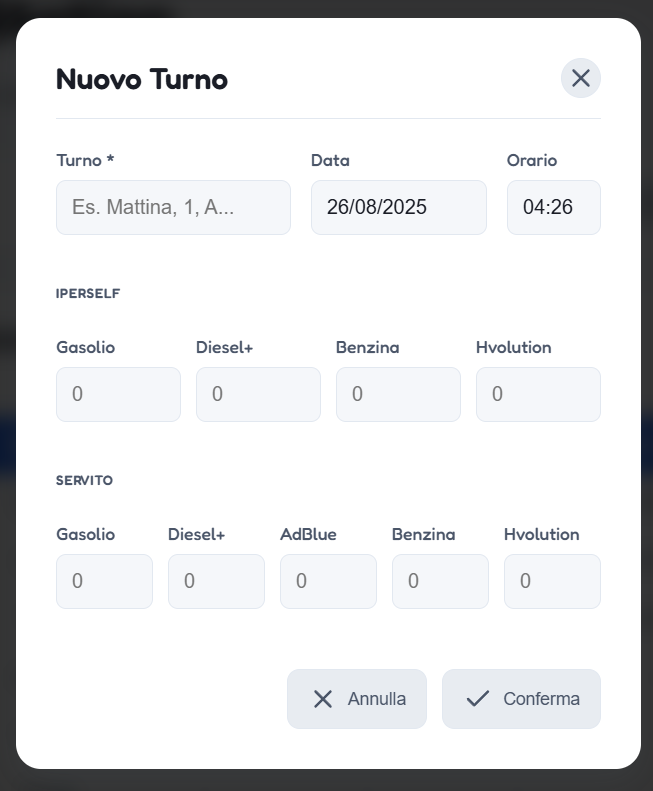 Nuovo Turno
Turno * Data Orario
Es. Mattina, 1, A... 26/08/2025 04:26
IPERSELF
Gasolio Diesel+ Benzina Hvolution
0 0 0 0
SERVITO
Gasolio Diesel+ AdBlue Benzina Hvolution
0 0 0 0 0
Annulla Conferma